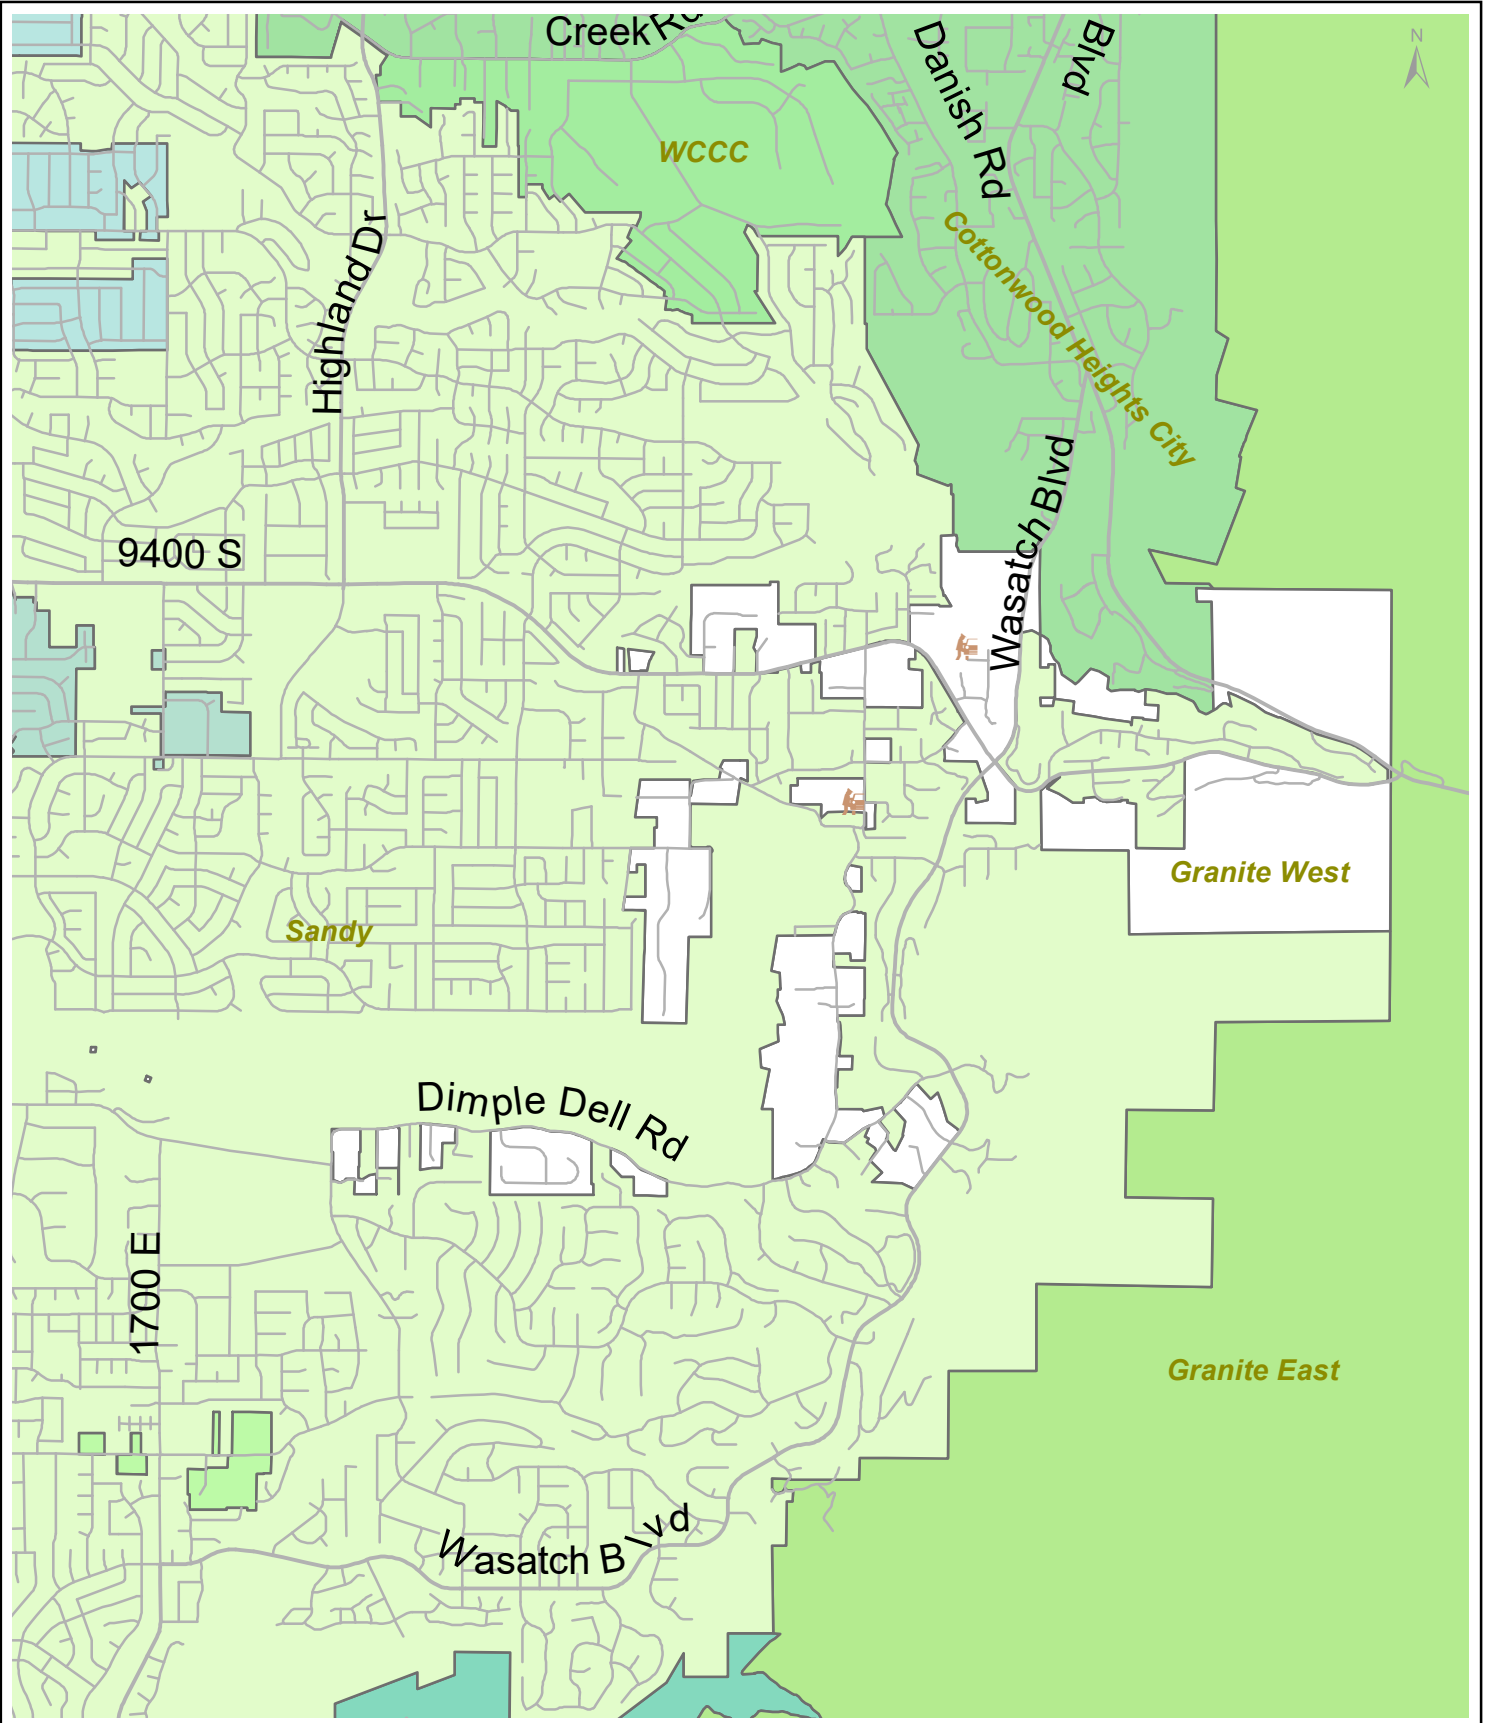 Creek Rd
Danish Rd
Blvd
N
WCCC
Cottonwood Heights City
Highland Dr
Wasatch Blvd
9400 S
Granite West
Sandy
Dimple Dell Rd
1700 E
Granite East
Wasatch Blvd